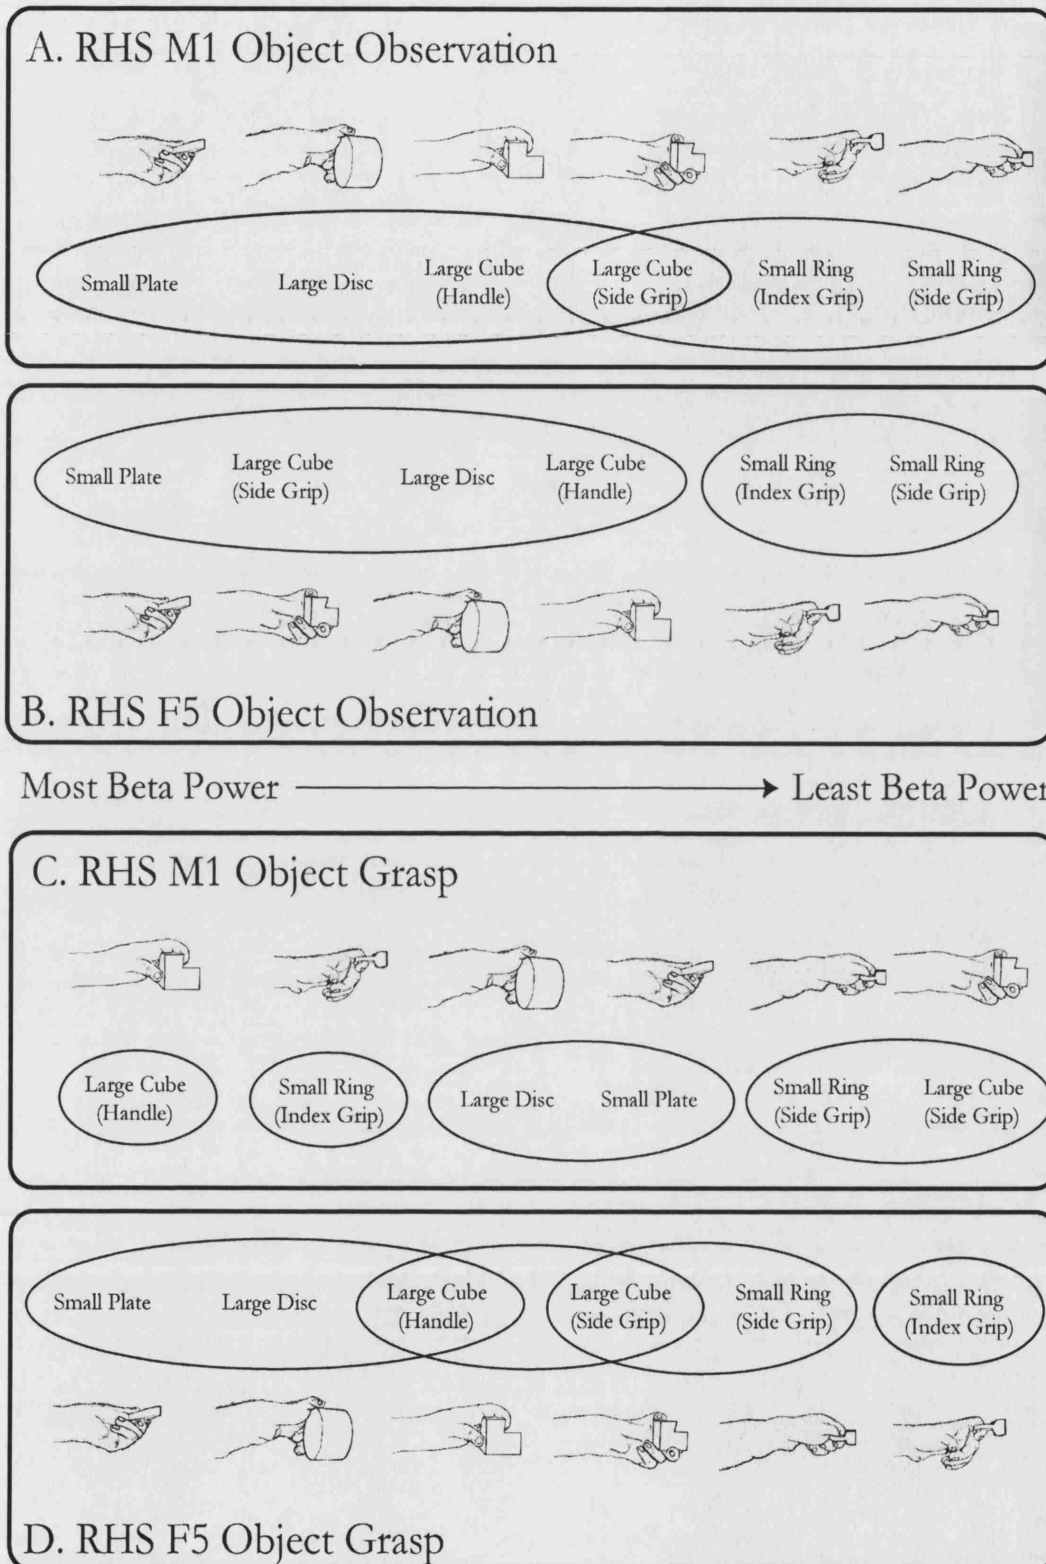 A. RHS M1 Object Observation
Small Plate
Large Disc
Large Cube
(Handle)
Large Cube
(Side Grip)
Small Ring
(Index Grip)
Small Ring
(Side Grip)
Small Plate
Large Cube
(Side Grip)
Large Disc
Large Cube
(Handle)
Small Ring
(Index Grip)
Small Ring
(Side Grip)
B. RHS F5 Object Observation
Most Beta Power
Least Beta Power
C. RHS M1 Object Grasp
Large Cube
(Handle)
Small Ring
(Index Grip)
Large Disc
Small Plate
Small Ring
(Side Grip)
Large Cube
(Side Grip)
Small Plate
Large Disc
Large Cube
(Handle)
Large Cube
(Side Grip)
Small Ring
(Side Grip)
Small Ring
(Index Grip)
D. RHS F5 Object Grasp